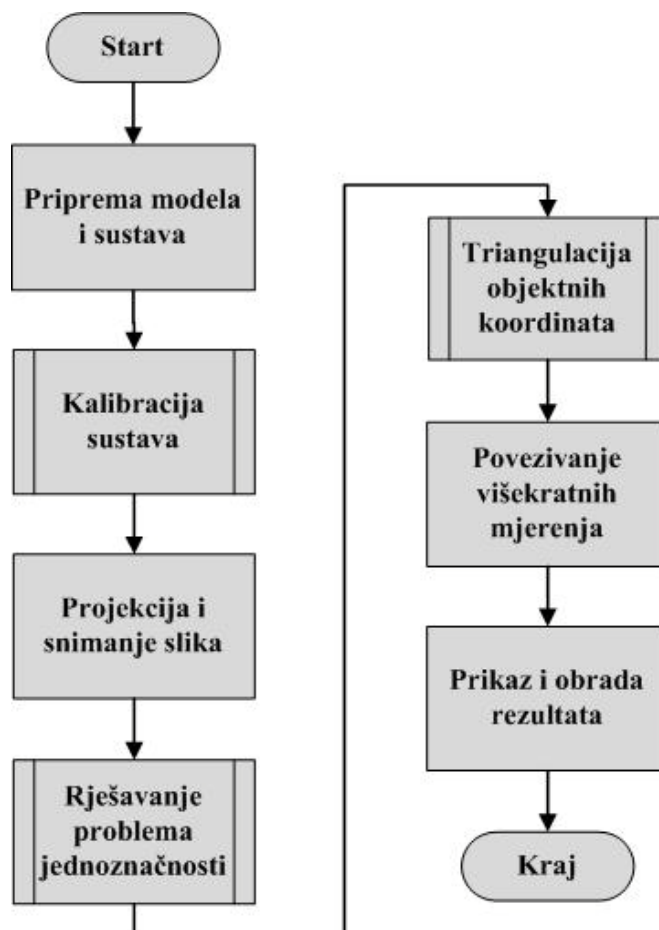 Start
Priprema modela
i sustava
Kalibracija
sustava
Projekcija i
snimanje slika
Rješavanje
problema
jednoznačnosti
Triangulacija
objektnih
koordinata
Povezivanje
višekratnih
mjerenja
Prikaz i obrada
rezultata
Kraj